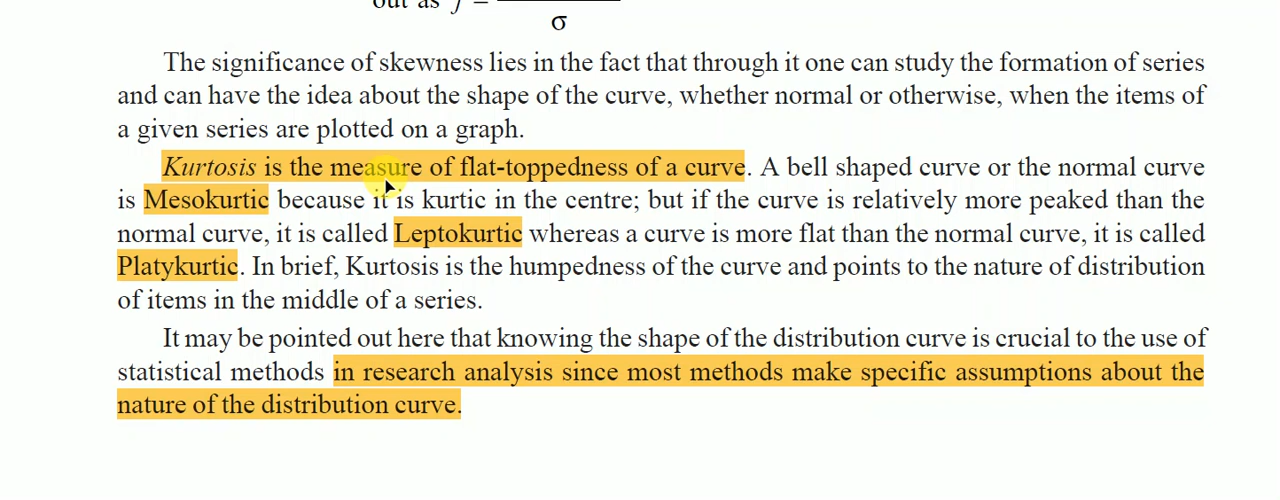 out as j =
σ
The significance of skewness lies in the fact that through it one can study the formation of series
and can have the idea about the shape of the curve, whether normal or otherwise, when the items of
a given series are plotted on a graph.
Kurtosis is the measure of flat-toppedness of a curve. A bell shaped curve or the normal curve
is Mesokurtic because it is kurtic in the centre; but if the curve is relatively more peaked than the
normal curve, it is called Leptokurtic whereas a curve is more flat than the normal curve, it is called
Platykurtic. In brief, Kurtosis is the humpedness of the curve and points to the nature of distribution
of items in the middle of a series.
It may be pointed out here that knowing the shape of the distribution curve is crucial to the use of
statistical methods in research analysis since most methods make specific assumptions about the
nature of the distribution curve.